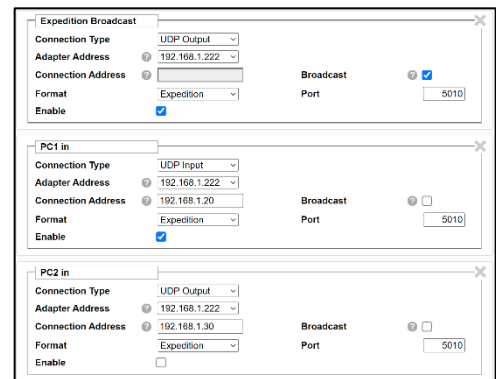 Expedition Broadcast
Connection Type UDP Output
Adapter Address ? 192.168.1.222
Connection Address ? Broadcast ?
Format Expedition Port 5010
Enable
PC1 in
Connection Type UDP Input
Adapter Address ? 192.168.1.222
Connection Address ? 192.168.1.20 Broadcast ?
Format Expedition Port 5010
Enable
PC2 in
Connection Type UDP Output
Adapter Address ? 192.168.1.222
Connection Address ? 192.168.1.30 Broadcast ?
Format Expedition Port 5010
Enable